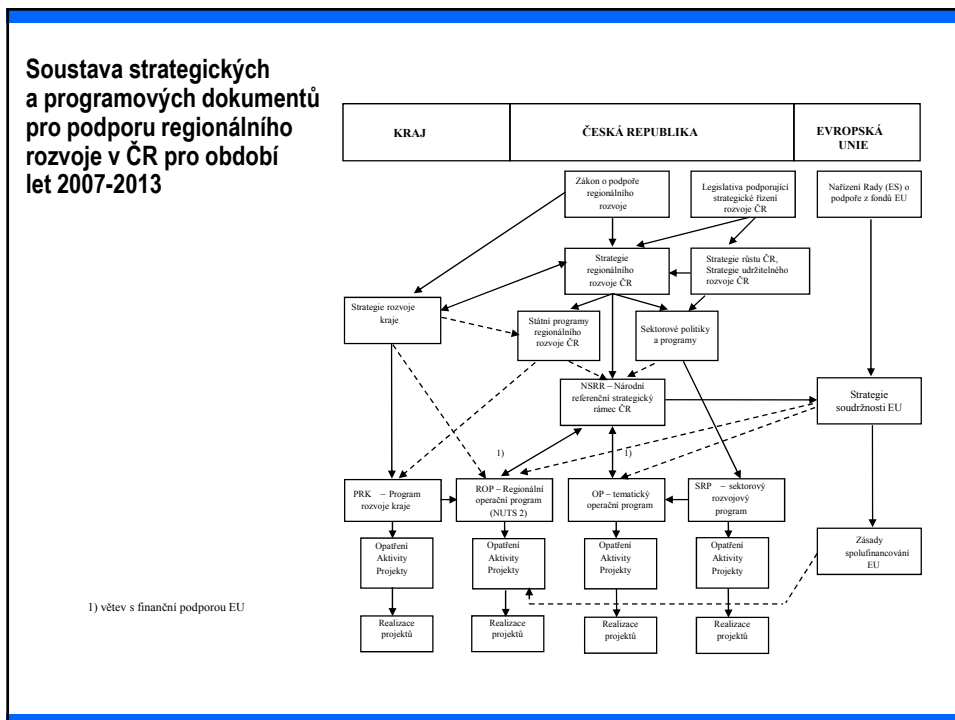 Soustava strategických
a programových dokumentů
pro podporu regionálního
rozvoje v ČR pro období
let 2007-2013
KRAJ
ČESKÁ REPUBLIKA
EVROPSKÁ
UNIE
Zákon o podpoře
regionálního
rozvoje
Legislativa podporující
strategické řízení
rozvoje ČR
Nařízení Rady (ES) o
podpoře z fondů EU
Strategie
regionálního
rozvoje ČR
Strategie růstu ČR,
Strategie udržitelného
rozvoje ČR
Strategie rozvoje
kraje
Státní programy
regionálního
rozvoje ČR
Sektorové politiky
a programy
NSRR – Národní
referenční strategický
rámec ČR
Strategie
soudržnosti EU
1)
1)
PRK – Program
rozvoje kraje
ROP – Regionální
operační program
(NUTS 2)
OP – tematický
operační program
SRP – sektorový
rozvojový
program
Opatření
Aktivity
Projekty
Opatření
Aktivity
Projekty
Opatření
Aktivity
Projekty
Opatření
Aktivity
Projekty
Zásady
spolufinancování
EU
1) větev s finanční podporou EU
Realizace
projektů
Realizace
projektů
Realizace
projektů
Realizace
projektů